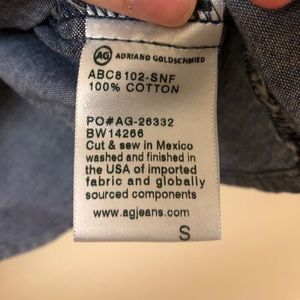 AG ADRIANO GOLDSCHMIED
ABC8102-SNF
100% COTTON
PO#AG-26332
BW14266
Cut & sew in Mexico
washed and finished in
the USA of imported
fabric and globally
sourced components
www.agjeans.com
S